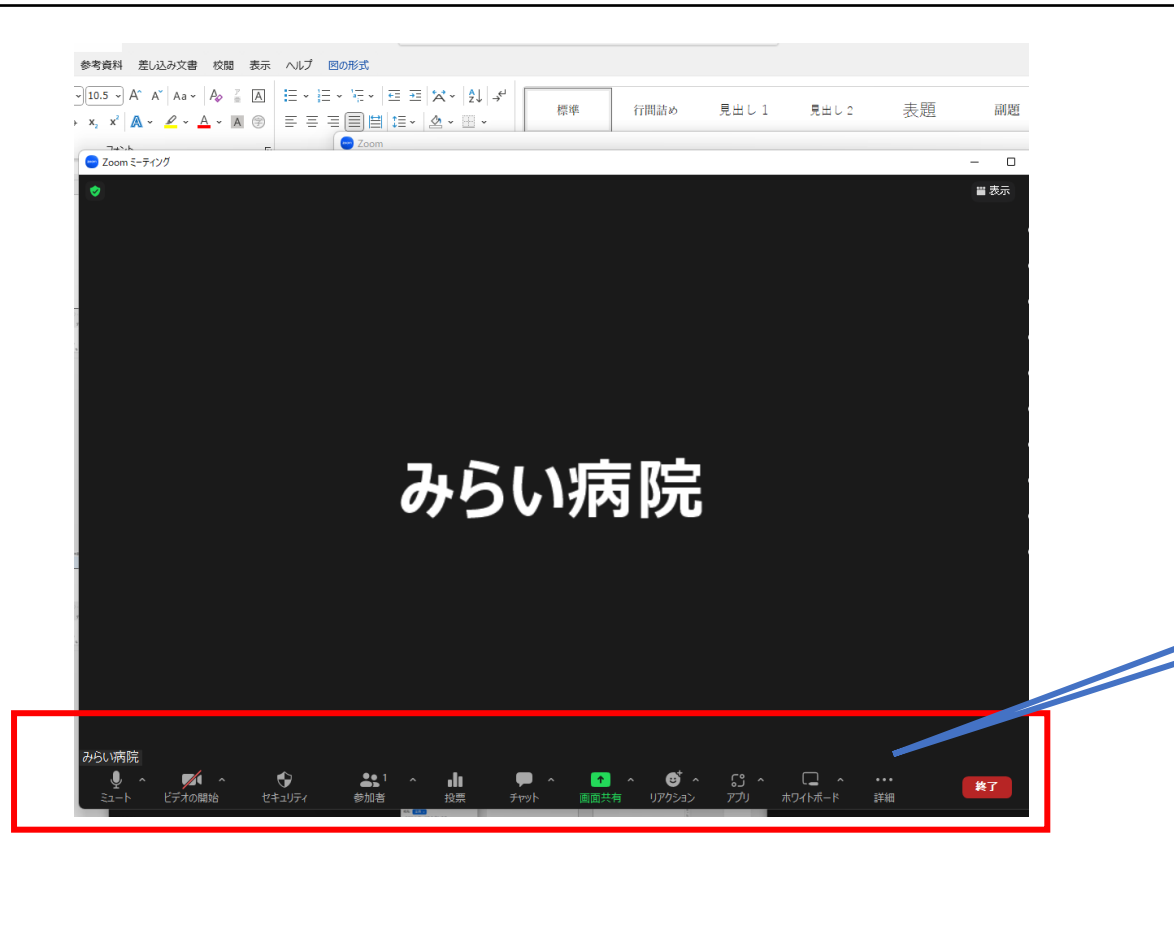 参考資料 差し込み文書 校閲 表示 ヘルプ 図の形式
10.5 A A Aa A A
x₂ x² A A A 字
標準 行間詰め 見出し 1 見出し 2 表題 副題
Zoom
Zoom ミーティング
表示
みらい病院
みらい病院
1
ミュート ビデオの開始 セキュリティ 参加者 投票 チャット 画面共有 リアクション アプリ ホワイトボード 詳細 終了